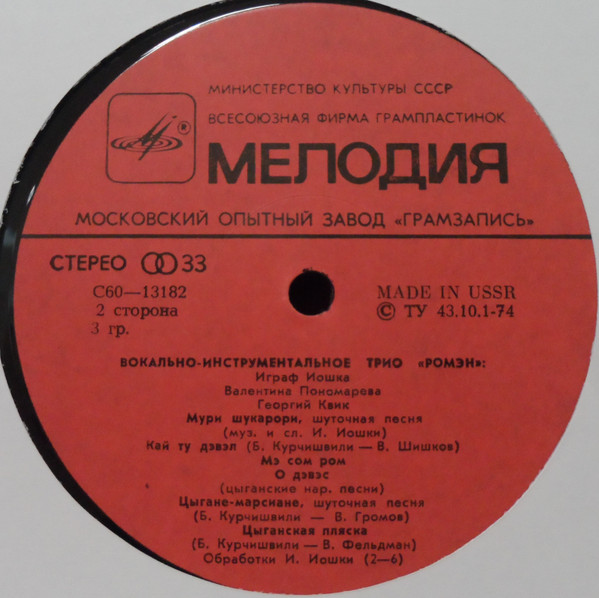 МИНИСТЕРСТВО КУЛЬТУРЫ СССР
ВСЕСОЮЗНАЯ ФИРМА ГРАМПЛАСТИНОК
®
МЕЛОДИЯ
МОСКОВСКИЙ ОПЫТНЫЙ ЗАВОД «ГРАМЗАПИСЬ»
СТЕРЕО 33
С60—13182
2 сторона
3 гр.
MADE IN USSR
© ТУ 43.10.1-74
ВОКАЛЬНО-ИНСТРУМЕНТАЛЬНОЕ ТРИО «РОМЭН»:
Играф Иошка
Валентина Пономарева
Георгий Квик
Мури шукарори, шуточная песня
(муз. и сл. И. Иошки)
Кай ту дэвэл (Б. Курчишвили — В. Шишков)
Мэ сом ром
О дэвэс
(цыганские нар. песни)
Цыгане-марсиане, шуточная песня
(Б. Курчишвили — В. Громов)
Цыганская пляска
(Б. Курчишвили — В. Фельдман)
Обработки И. Иошки (2—6)